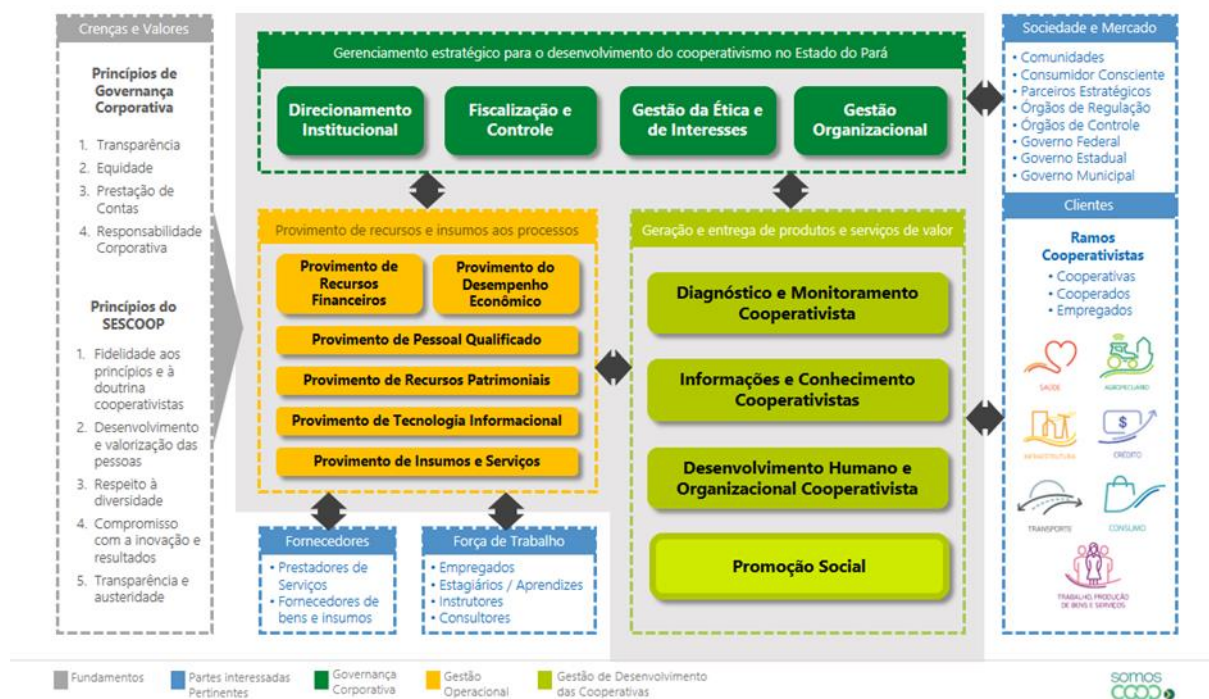 Crenças e Valores
Princípios de
Governança
Corporativa
1. Transparência
2. Equidade
3. Prestação de
Contas
4. Responsabilidade
Corporativa
Princípios do
SESCOOP
1. Fidelidade aos
princípios e à
doutrina
cooperativistas
2. Desenvolvimento
e valorização das
pessoas
3. Respeito à
diversidade
4. Compromisso
com a inovação e
resultados
5. Transparência e
austeridade
Gerenciamento estratégico para o desenvolvimento do cooperativismo no Estado do Pará
Direcionamento
Institucional
Fiscalização e
Controle
Gestão da Ética e
de Interesses
Gestão
Organizacional
Provimento de recursos e insumos aos processos
Provimento de
Recursos
Financeiros
Provimento do
Desempenho
Econômico
Provimento de Pessoal Qualificado
Provimento de Recursos Patrimoniais
Provimento de Tecnologia Informacional
Provimento de Insumos e Serviços
Geração e entrega de produtos e serviços de valor
Diagnóstico e Monitoramento
Cooperativista
Informações e Conhecimento
Cooperativistas
Desenvolvimento Humano e
Organizacional Cooperativista
Promoção Social
Fornecedores
• Prestadores de
Serviços
• Fornecedores de
bens e insumos
Força de Trabalho
• Empregados
• Estagiários / Aprendizes
• Instrutores
• Consultores
Sociedade e Mercado
• Comunidades
• Consumidor Consciente
• Parceiros Estratégicos
• Órgãos de Regulação
• Órgãos de Controle
• Governo Federal
• Governo Estadual
• Governo Municipal
Clientes
Ramos
Cooperativistas
• Cooperativas
• Cooperados
• Empregados
SAÚDE
AGROPECUÁRIO
INFRAESTRUTURA
$
CRÉDITO
TRANSPORTE
CONSUMO
TRABALHO, PRODUÇÃO
DE BENS E SERVIÇOS
Fundamentos
Partes interessadas
Pertinentes
Governança
Corporativa
Gestão
Operacional
Gestão de Desenvolvimento
das Cooperativas
somos
coop